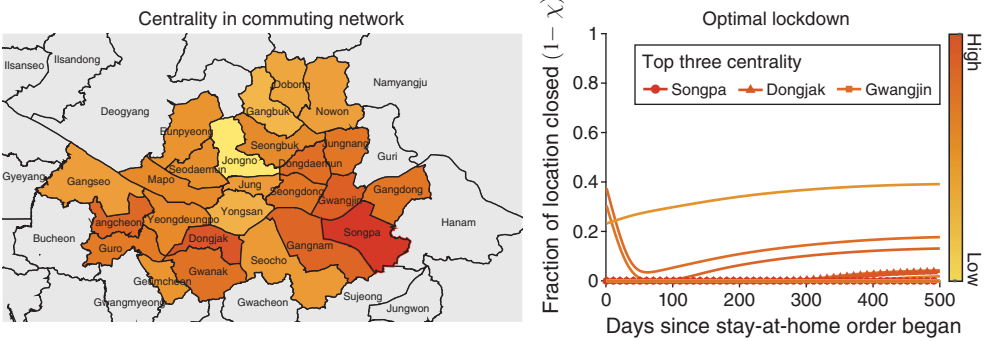 Centrality in commuting network
Ilsanseo
Ilsandong
Namyangju
Deogyang
Dobong
Gangbuk
Nowon
Eunpyeong
Seongbuk
Jungnang
Jongno
Dongdaemun
Guri
Gyeyang
Gangseo
Mapo
Seodaemun
Jung
Seongdong
Gangdong
Gwangjin
Yongsan
Yangcheon
Yeongdeungpo
Hanam
Bucheon
Guro
Dongjak
Gangnam
Songpa
Seocho
Gwanak
Geumcheon
Gwangmyeong
Gwacheon
Sujeong
Jungwon
Optimal lockdown
Fraction of location closed (1− χ)
1
0.8
0.6
0.4
0.2
0
Top three centrality
Songpa Dongjak Gwangjin
0 100 200 300 400 500
Days since stay-at-home order began
High
Low